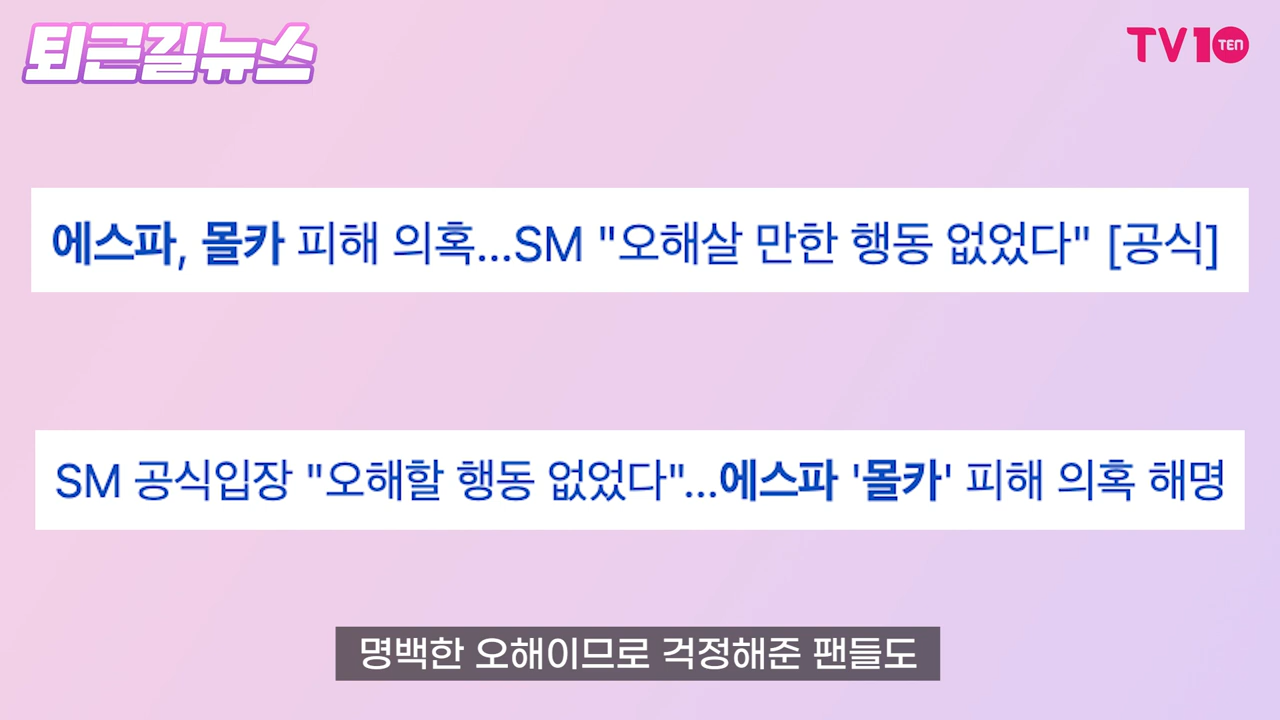 퇴근길뉴스
TV10 TEN
에스파, 몰카 피해 의혹...SM "오해살 만한 행동 없었다" [공식]
SM 공식입장 "오해할 행동 없었다"...에스파 '몰카' 피해 의혹 해명
명백한 오해이므로 걱정해준 팬들도